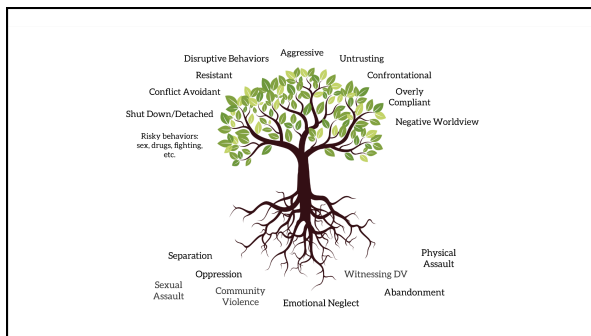 Aggressive
Disruptive Behaviors
Untrusting
Resistant
Confrontational
Conflict Avoidant
Overly
Compliant
Shut Down/Detached
Negative Worldview
Risky behaviors:
sex, drugs, fighting,
etc.
Separation
Physical
Assault
Oppression
Witnessing DV
Sexual
Assault
Community
Violence
Abandonment
Emotional Neglect